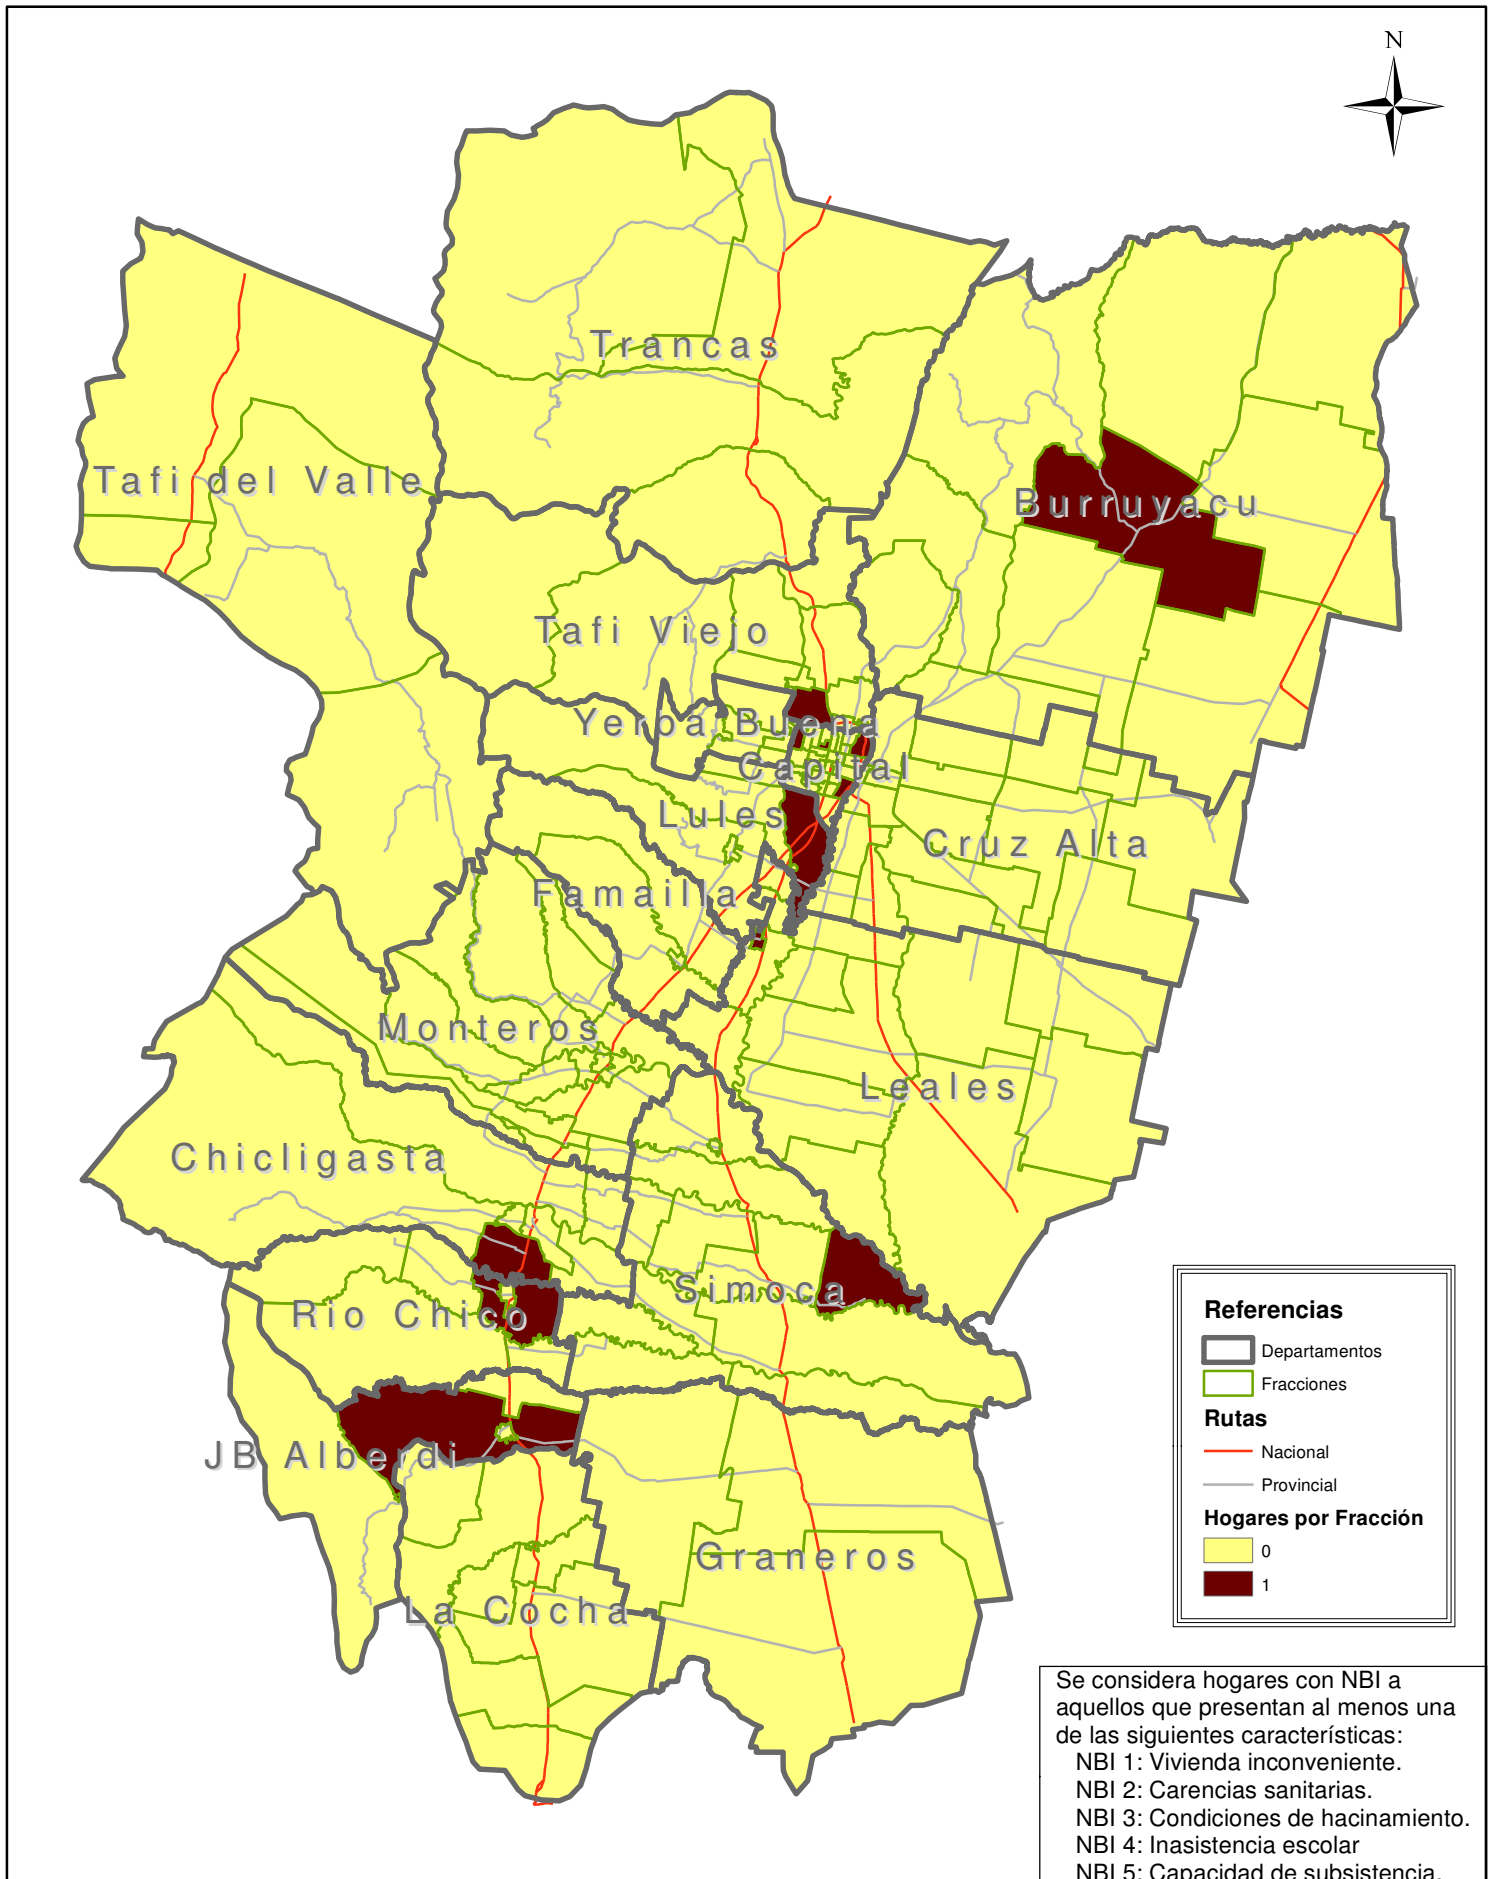 N
Trancas
Tafi del Valle
Burruyacu
Tafi Viejo
Yerba Buena
Capital
Lules
Cruz Alta
Famailla
Monteros
Leales
Chicligasta
Simoca
Rio Chico
JB Alberdi
Graneros
La Cocha
Referencias
Departamentos
Fracciones
Rutas
Nacional
Provincial
Hogares por Fracción
0
1
Se considera hogares con NBI a
aquellos que presentan al menos una
de las siguientes características:
NBI 1: Vivienda inconveniente.
NBI 2: Carencias sanitarias.
NBI 3: Condiciones de hacinamiento.
NBI 4: Inasistencia escolar
NBI 5: Capacidad de subsistencia.